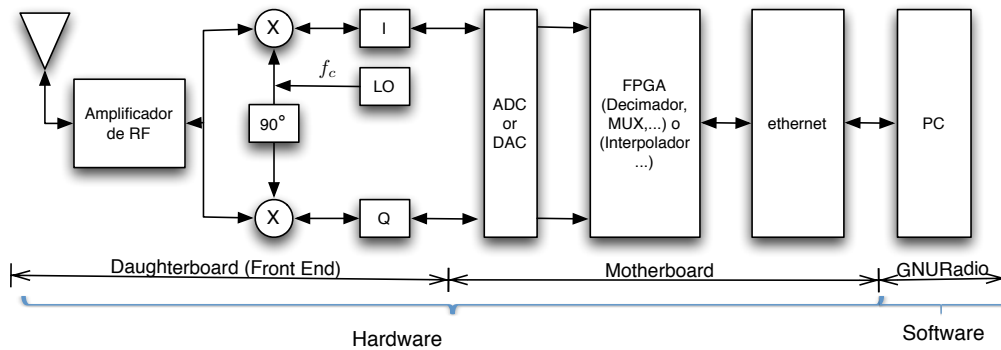 X
I
f_c
LO
Amplificador
de RF
90°
X
Q
ADC
or
DAC
FPGA
(Decimador,
MUX,...) o
(Interpolador
...)
ethernet
PC
Daughterboard (Front End)
Motherboard
GNURadio
Hardware
Software